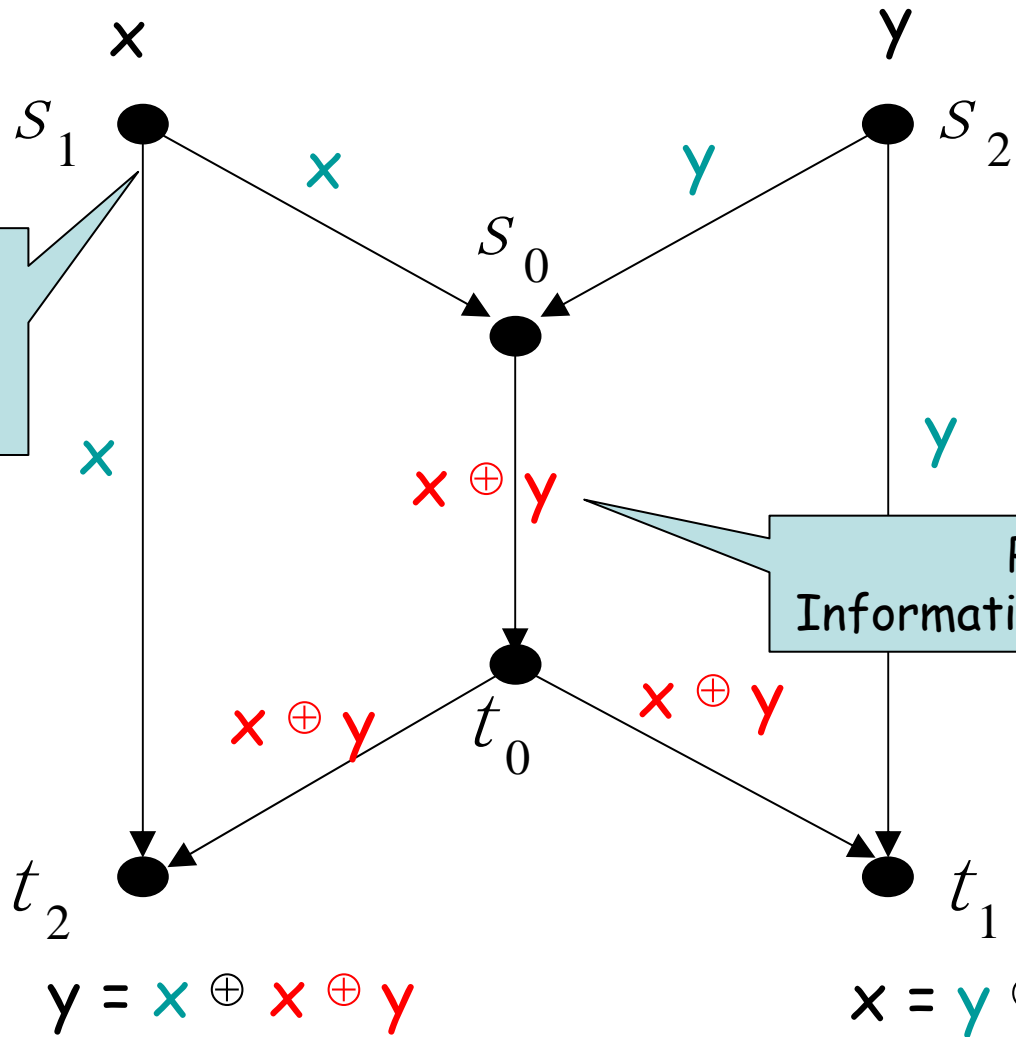 x y
s₁ s₂
x y
s₀
x y
x ⊕ y
Informati
x ⊕ y x ⊕ y
t₀
t₂ t₁
y = x ⊕ x ⊕ y x = y